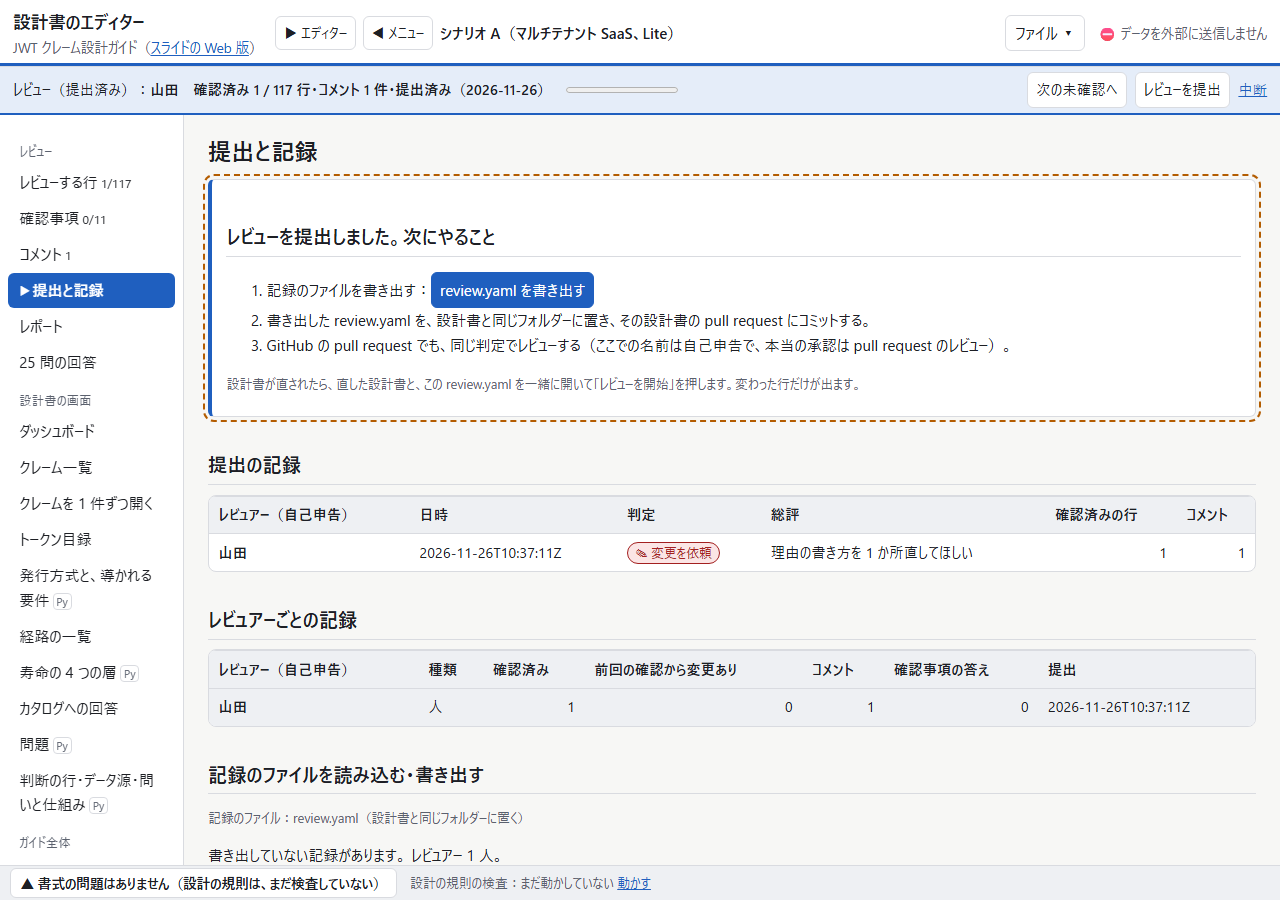 設計書のエディター
JWT クレーム設計ガイド（スライドの Web 版）
▶ エディター
◀ メニュー
シナリオ A（マルチテナント SaaS、Lite）
ファイル ▼
データを外部に送信しません
レビュー（提出済み）：山田 確認済み 1 / 117 行・コメント 1 件・提出済み（2026-11-26）
次の未確認へ
レビューを提出
中断
レビュー
レビューする行 1/117
確認事項 0/11
コメント 1
▶ 提出と記録
レポート
25 問の回答
設計書の画面
ダッシュボード
クレーム一覧
クレームを 1 件ずつ開く
トークン目録
発行方式と、導かれる
要件 Py
経路の一覧
寿命の 4 つの層 Py
カタログへの回答
問題 Py
判断の行・データ源・問
いと仕組み Py
ガイド全体
提出と記録
レビューを提出しました。次にやること
1. 記録のファイルを書き出す： review.yaml を書き出す
2. 書き出した review.yaml を、設計書と同じフォルダーに置き、その設計書の pull request にコミットする。
3. GitHub の pull request でも、同じ判定でレビューする（ここでの名前は自己申告で、本当の承認は pull request のレビュー）。
設計書が直されたら、直した設計書と、この review.yaml を一緒に開いて「レビューを開始」を押します。変わった行だけが出ます。
提出の記録
レビュアー（自己申告） 日時 判定 総評 確認済みの行 コメント
山田 2026-11-26T10:37:11Z 変更を依頼 理由の書き方を 1 か所直してほしい 1 1
レビュアーごとの記録
レビュアー（自己申告） 種類 確認済み 前回の確認から変更あり コメント 確認事項の答え 提出
山田 人 1 0 1 0 2026-11-26T10:37:11Z
記録のファイルを読み込む・書き出す
記録のファイル：review.yaml（設計書と同じフォルダーに置く）
書き出していない記録があります。レビュアー 1 人。
▲ 書式の問題はありません（設計の規則は、まだ検査していない）
設計の規則の検査：まだ動かしていない 動かす